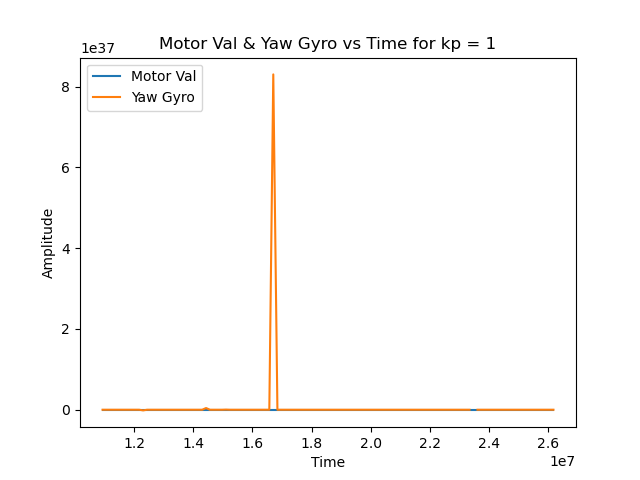 Motor Val & Yaw Gyro vs Time for kp = 1
1e37
Motor Val
Yaw Gyro
8
6
4
2
0
Amplitude
1.2 1.4 1.6 1.8 2.0 2.2 2.4 2.6
1e7
Time